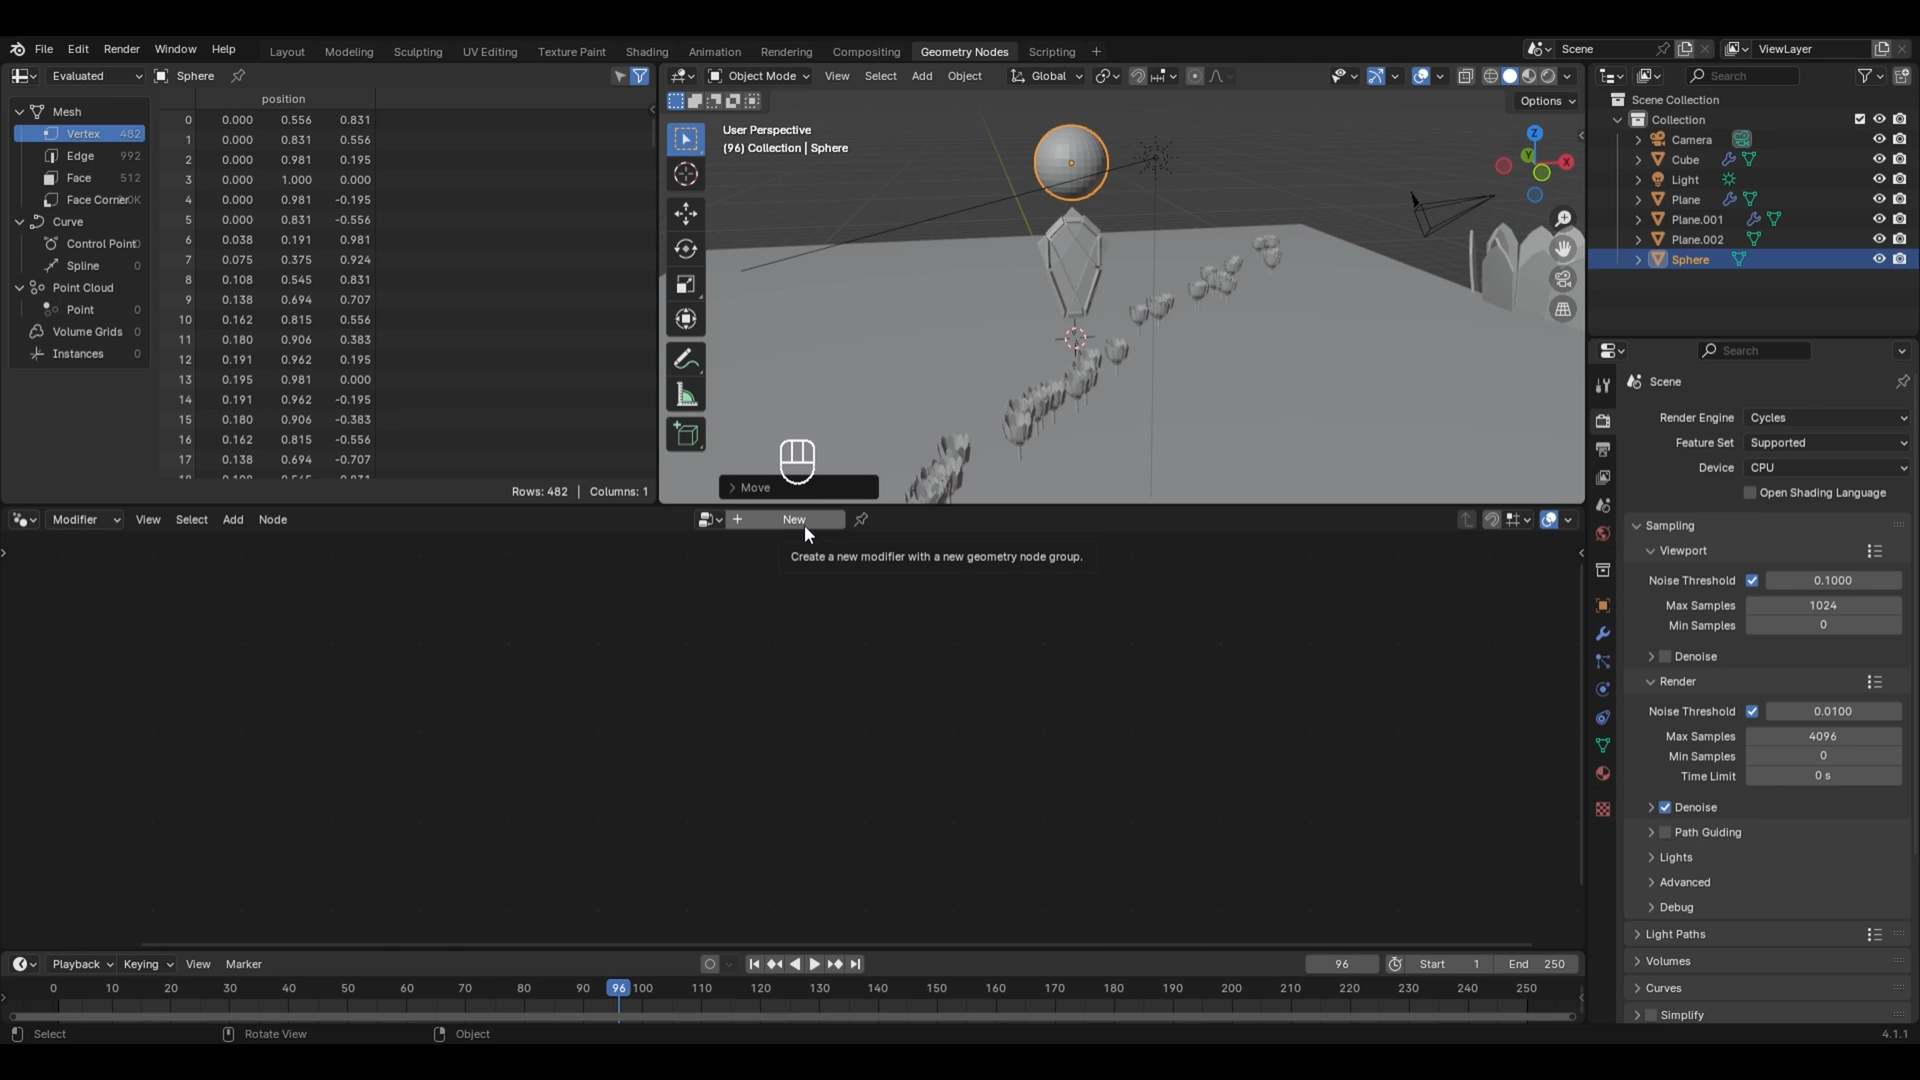 File Edit Render Window Help
Layout Modeling Sculpting UV Editing Texture Paint Shading Animation Rendering Compositing Geometry Nodes Scripting +
Scene
ViewLayer
Evaluated
Sphere
position
Mesh
Vertex 482
Edge 992
Face 512
Face Corner
Curve
Control Point
Spline 0
Point Cloud
Point 0
Volume Grids 0
Instances 0
0 0.000 0.556 0.831
1 0.000 0.831 0.556
2 0.000 0.981 0.195
3 0.000 1.000 0.000
4 0.000 0.981 -0.195
5 0.000 0.831 -0.556
6 0.038 0.191 0.981
7 0.075 0.375 0.924
8 0.108 0.545 0.831
9 0.138 0.694 0.707
10 0.162 0.815 0.556
11 0.180 0.906 0.383
12 0.191 0.962 0.195
13 0.195 0.981 0.000
14 0.191 0.962 -0.195
15 0.180 0.906 -0.383
16 0.162 0.815 -0.556
17 0.138 0.694 -0.707
Rows: 482 | Columns: 1
Object Mode View Select Add Object Global
Options
User Perspective
(96) Collection | Sphere
Z
Y
X
> Move
Search
Scene Collection
Collection
Camera
Cube
Light
Plane
Plane.001
Plane.002
Sphere
Search
Scene
Render Engine Cycles
Feature Set Supported
Device CPU
Open Shading Language
Sampling
Viewport
Noise Threshold 0.1000
Max Samples 1024
Min Samples 0
Denoise
Render
Noise Threshold 0.0100
Max Samples 4096
Min Samples 0
Time Limit 0 s
Denoise
Path Guiding
Lights
Advanced
Debug
Light Paths
Volumes
Curves
Simplify
Modifier View Select Add Node
+ New
Create a new modifier with a new geometry node group.
Playback Keying View Marker
96 Start 1 End 250
0 10 20 30 40 50 60 70 80 90 96 100 110 120 130 140 150 160 170 180 190 200 210 220 230 240 250
Select Rotate View Object
4.1.1